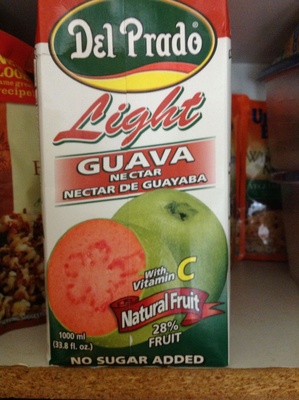 Del Prado
Light
GUAVA
NECTAR
NECTAR DE GUAYABA
With
Vitamin C
Natural Fruit
28%
FRUIT
1000 ml
(33.8 fl. oz.)
NO SUGAR ADDED